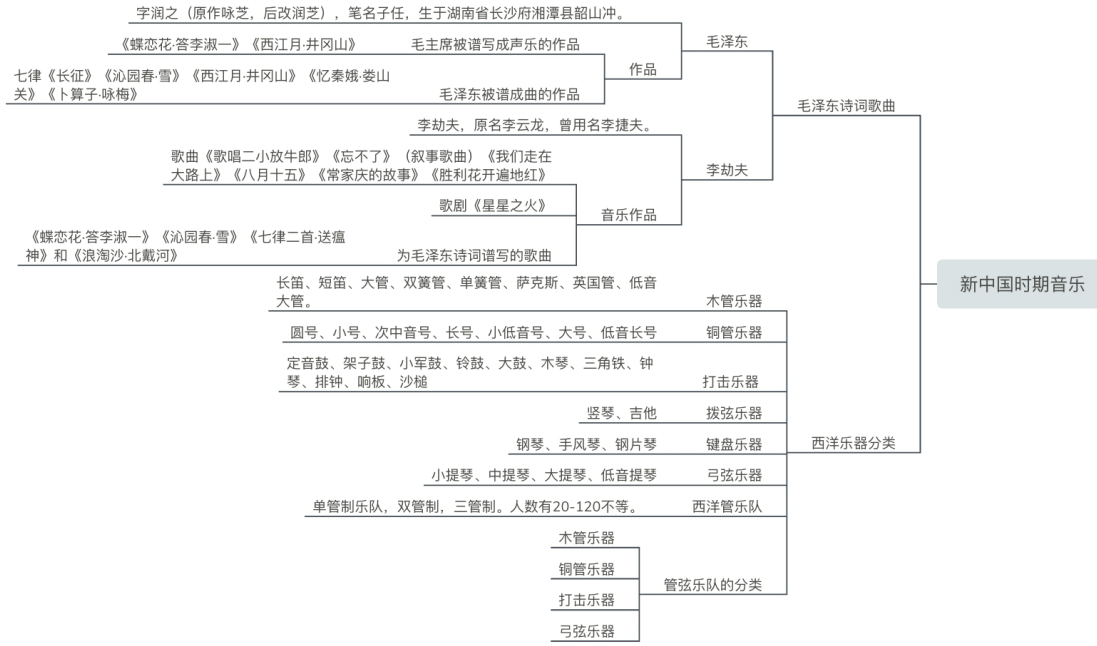 字润之（原作咏芝，后改润芝），笔名子任，生于湖南省长沙府湘潭县韶山冲。
毛泽东
《蝶恋花·答李淑一》《西江月·井冈山》
毛主席被谱写成声乐的作品
作品
七律《长征》《沁园春·雪》《西江月·井冈山》《忆秦娥·娄山
关》《卜算子·咏梅》
毛泽东被谱成曲的作品
毛泽东诗词歌曲
李劫夫，原名李云龙，曾用名李捷夫。
李劫夫
歌曲《歌唱二小放牛郎》《忘不了》（叙事歌曲）《我们走在
大路上》《八月十五》《常家庆的故事》《胜利花开遍地红》
歌剧《星星之火》
音乐作品
《蝶恋花·答李淑一》《沁园春·雪》《七律二首·送瘟
神》和《浪淘沙·北戴河》
为毛泽东诗词谱写的歌曲
新中国时期音乐
长笛、短笛、大管、双簧管、单簧管、萨克斯、英国管、低音
大管。
木管乐器
圆号、小号、次中音号、长号、小低音号、大号、低音长号
铜管乐器
定音鼓、架子鼓、小军鼓、铃鼓、大鼓、木琴、三角铁、钟
琴、排钟、响板、沙槌
打击乐器
竖琴、吉他
拨弦乐器
钢琴、手风琴、钢片琴
键盘乐器
西洋乐器分类
小提琴、中提琴、大提琴、低音提琴
弓弦乐器
单管制乐队，双管制，三管制。人数有20-120不等。
西洋管乐队
木管乐器
铜管乐器
管弦乐队的分类
打击乐器
弓弦乐器